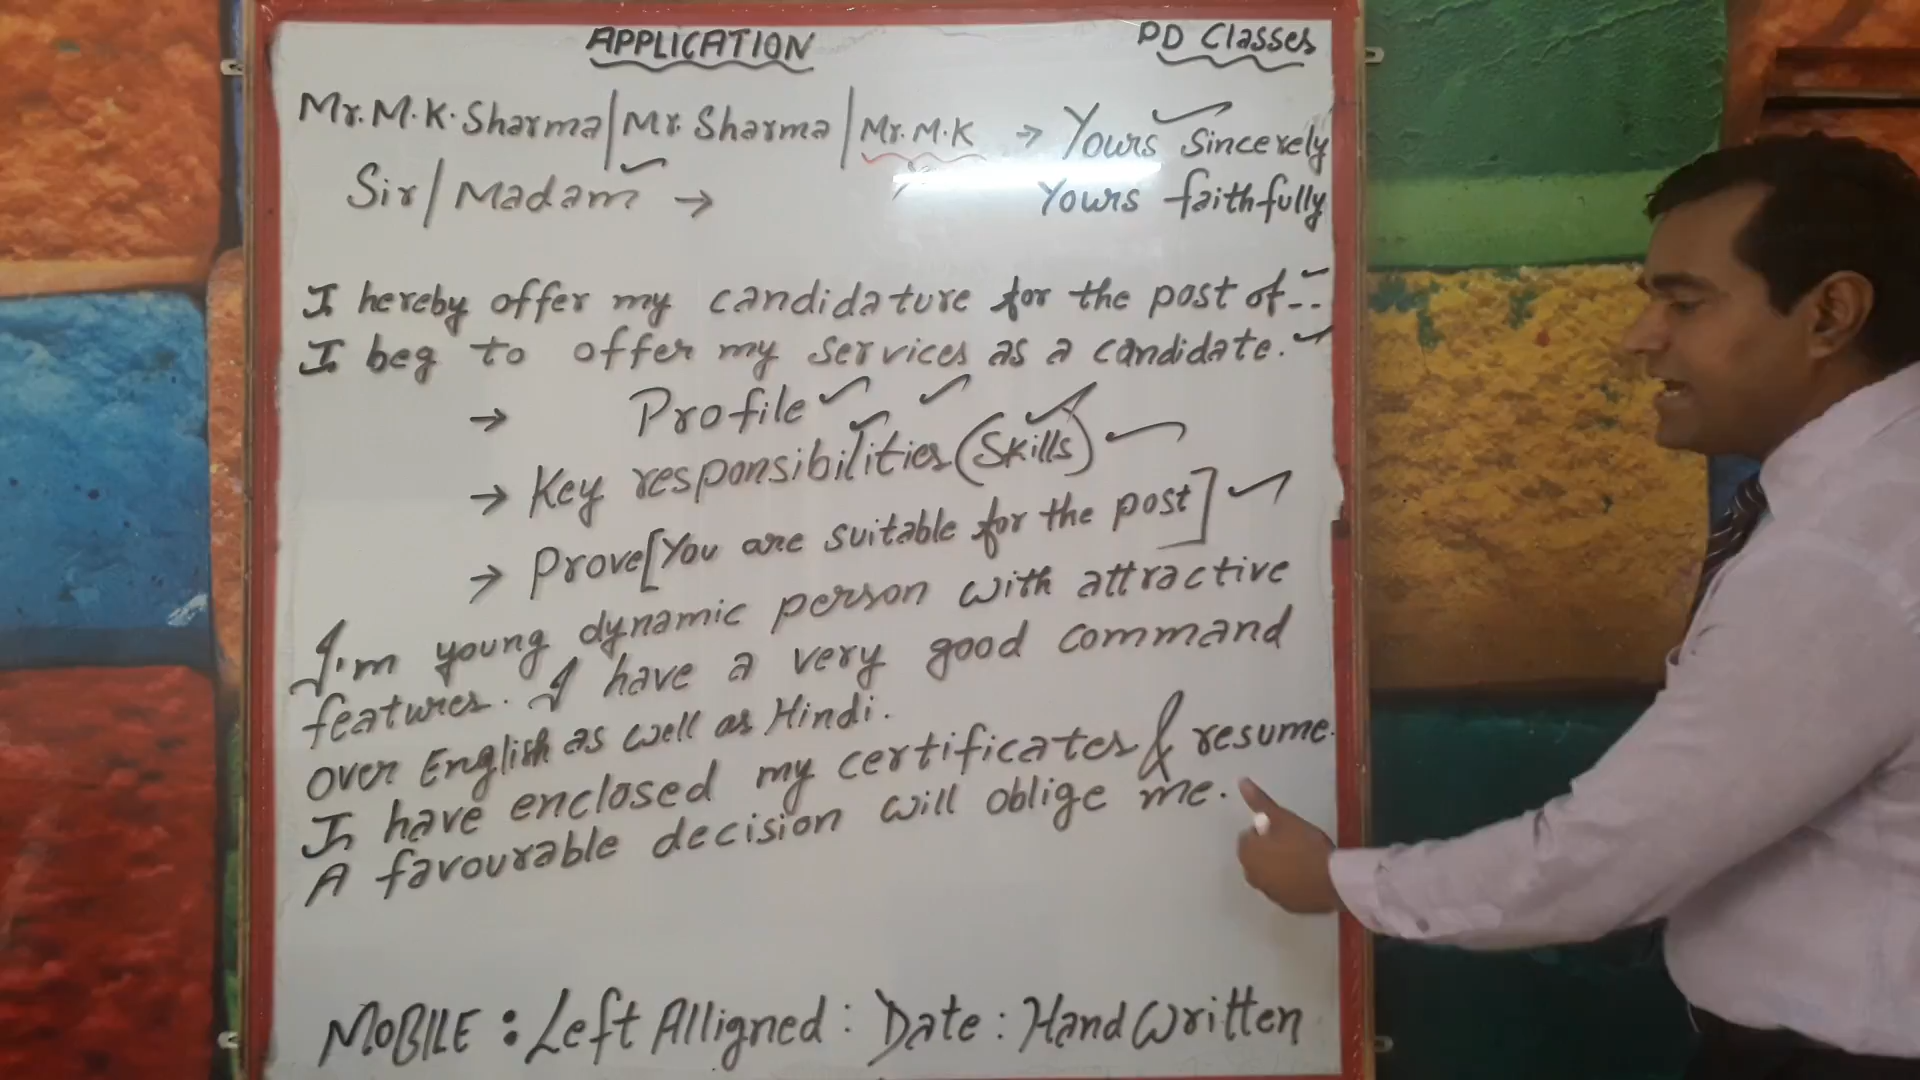 APPLICATION
PD Classes
Mr. M.K. Sharma | Mr. Sharma | Mr. M.K → Yours Sincerely
Sir/Madam → Yours faithfully
I hereby offer my candidature for the post of--
I beg to offer my services as a candidate.
→ Profile
→ Key responsibilities (Skills)
→ Prove [You are suitable for the post]
I'm young dynamic person with attractive
features. I have a very good command
over English as well as Hindi.
I have enclosed my certificates & resume.
A favourable decision will oblige me.
MOBILE : Left Alligned : Date : Hand Written